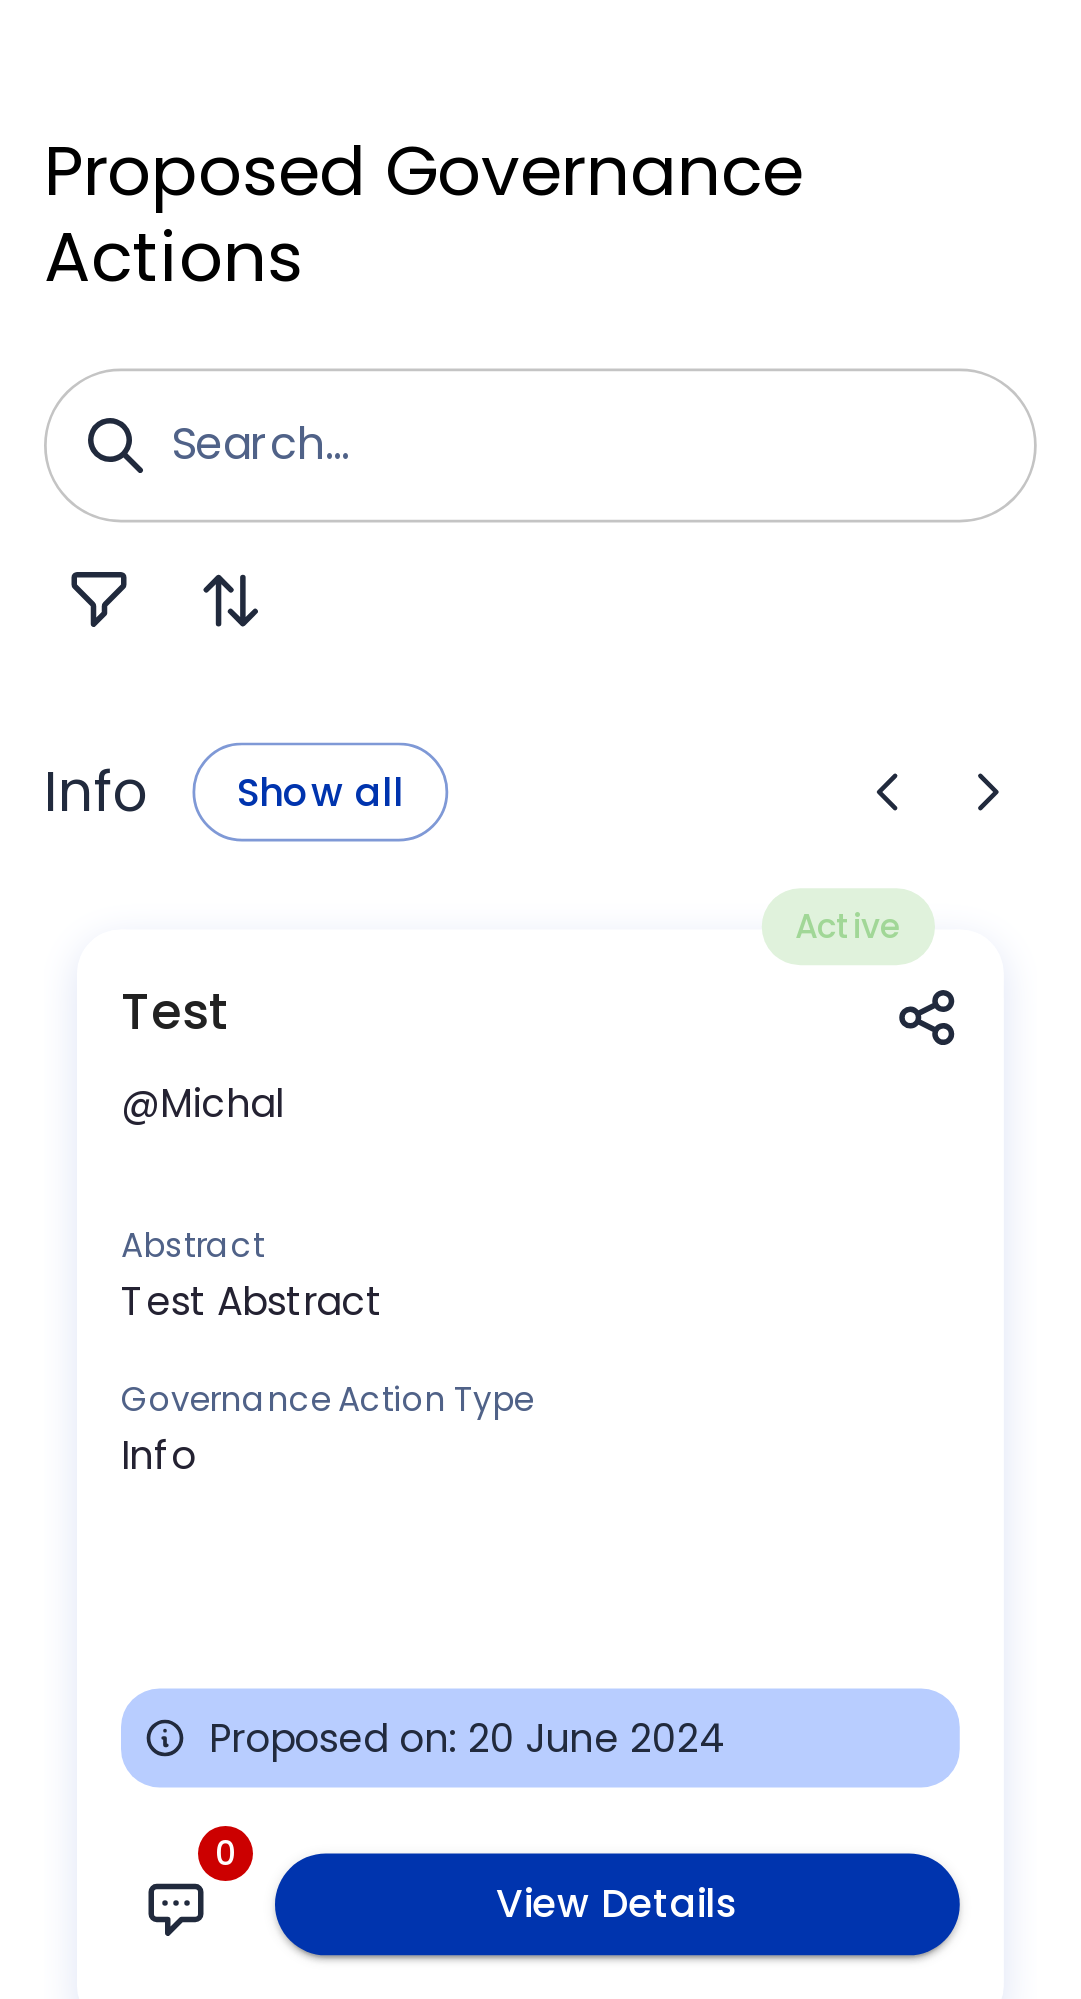 Proposed Governance
Actions
Search...
Info
Show all
Active
Test
@Michal
Abstract
Test Abstract
Governance Action Type
Info
Proposed on: 20 June 2024
0
View Details